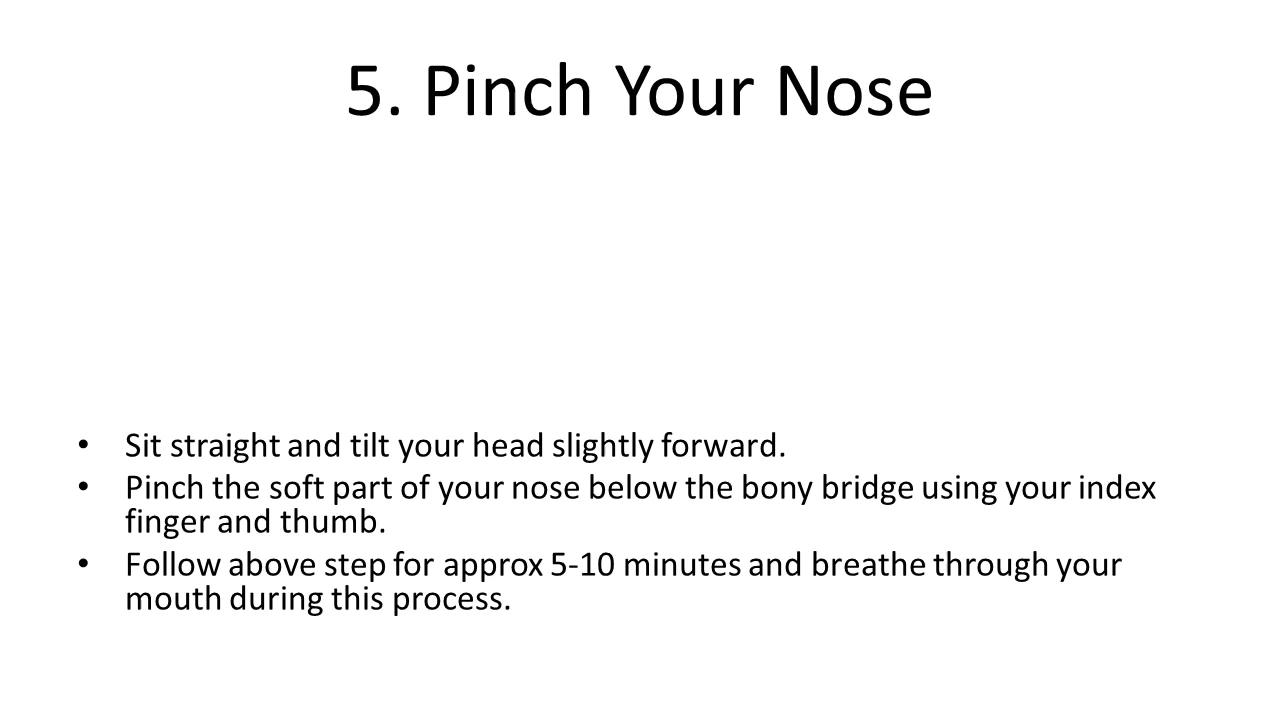 5. Pinch Your Nose
• Sit straight and tilt your head slightly forward.
• Pinch the soft part of your nose below the bony bridge using your index
finger and thumb.
• Follow above step for approx 5-10 minutes and breathe through your
mouth during this process.